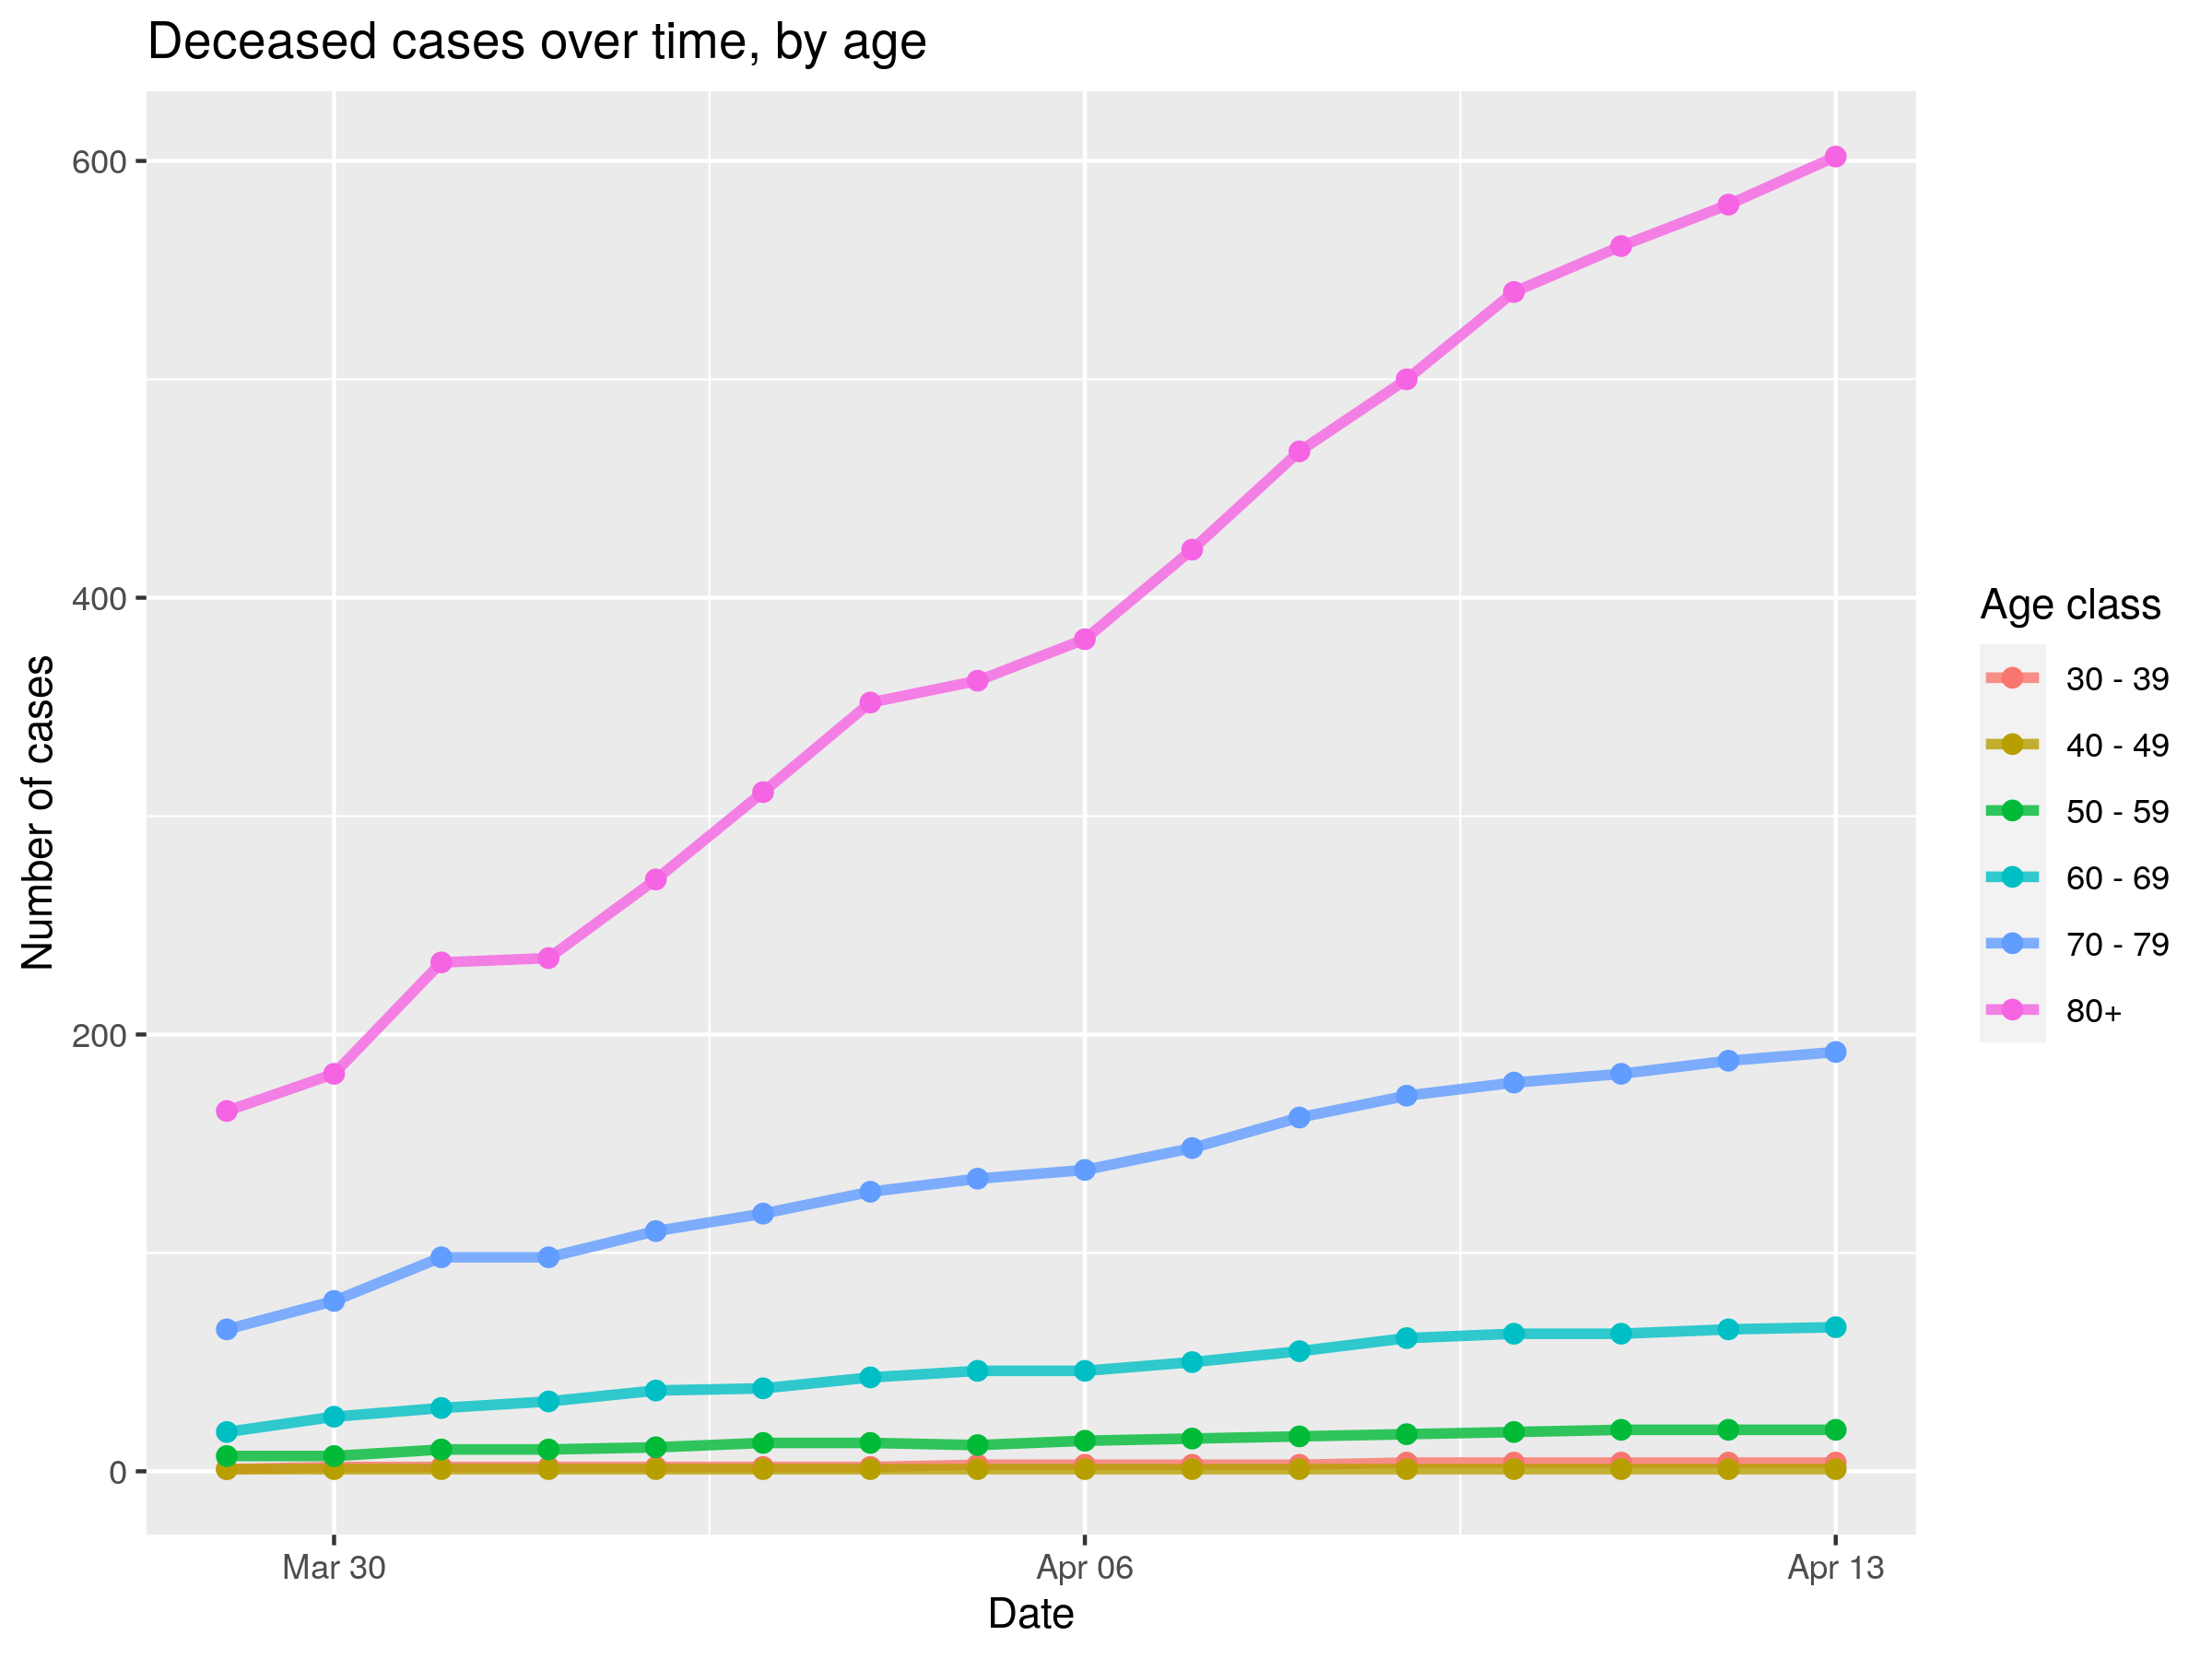 Deceased cases over time, by age
Number of cases
600
400
200
0
Mar 30
Apr 06
Apr 13
Date
Age class
30 - 39
40 - 49
50 - 59
60 - 69
70 - 79
80+